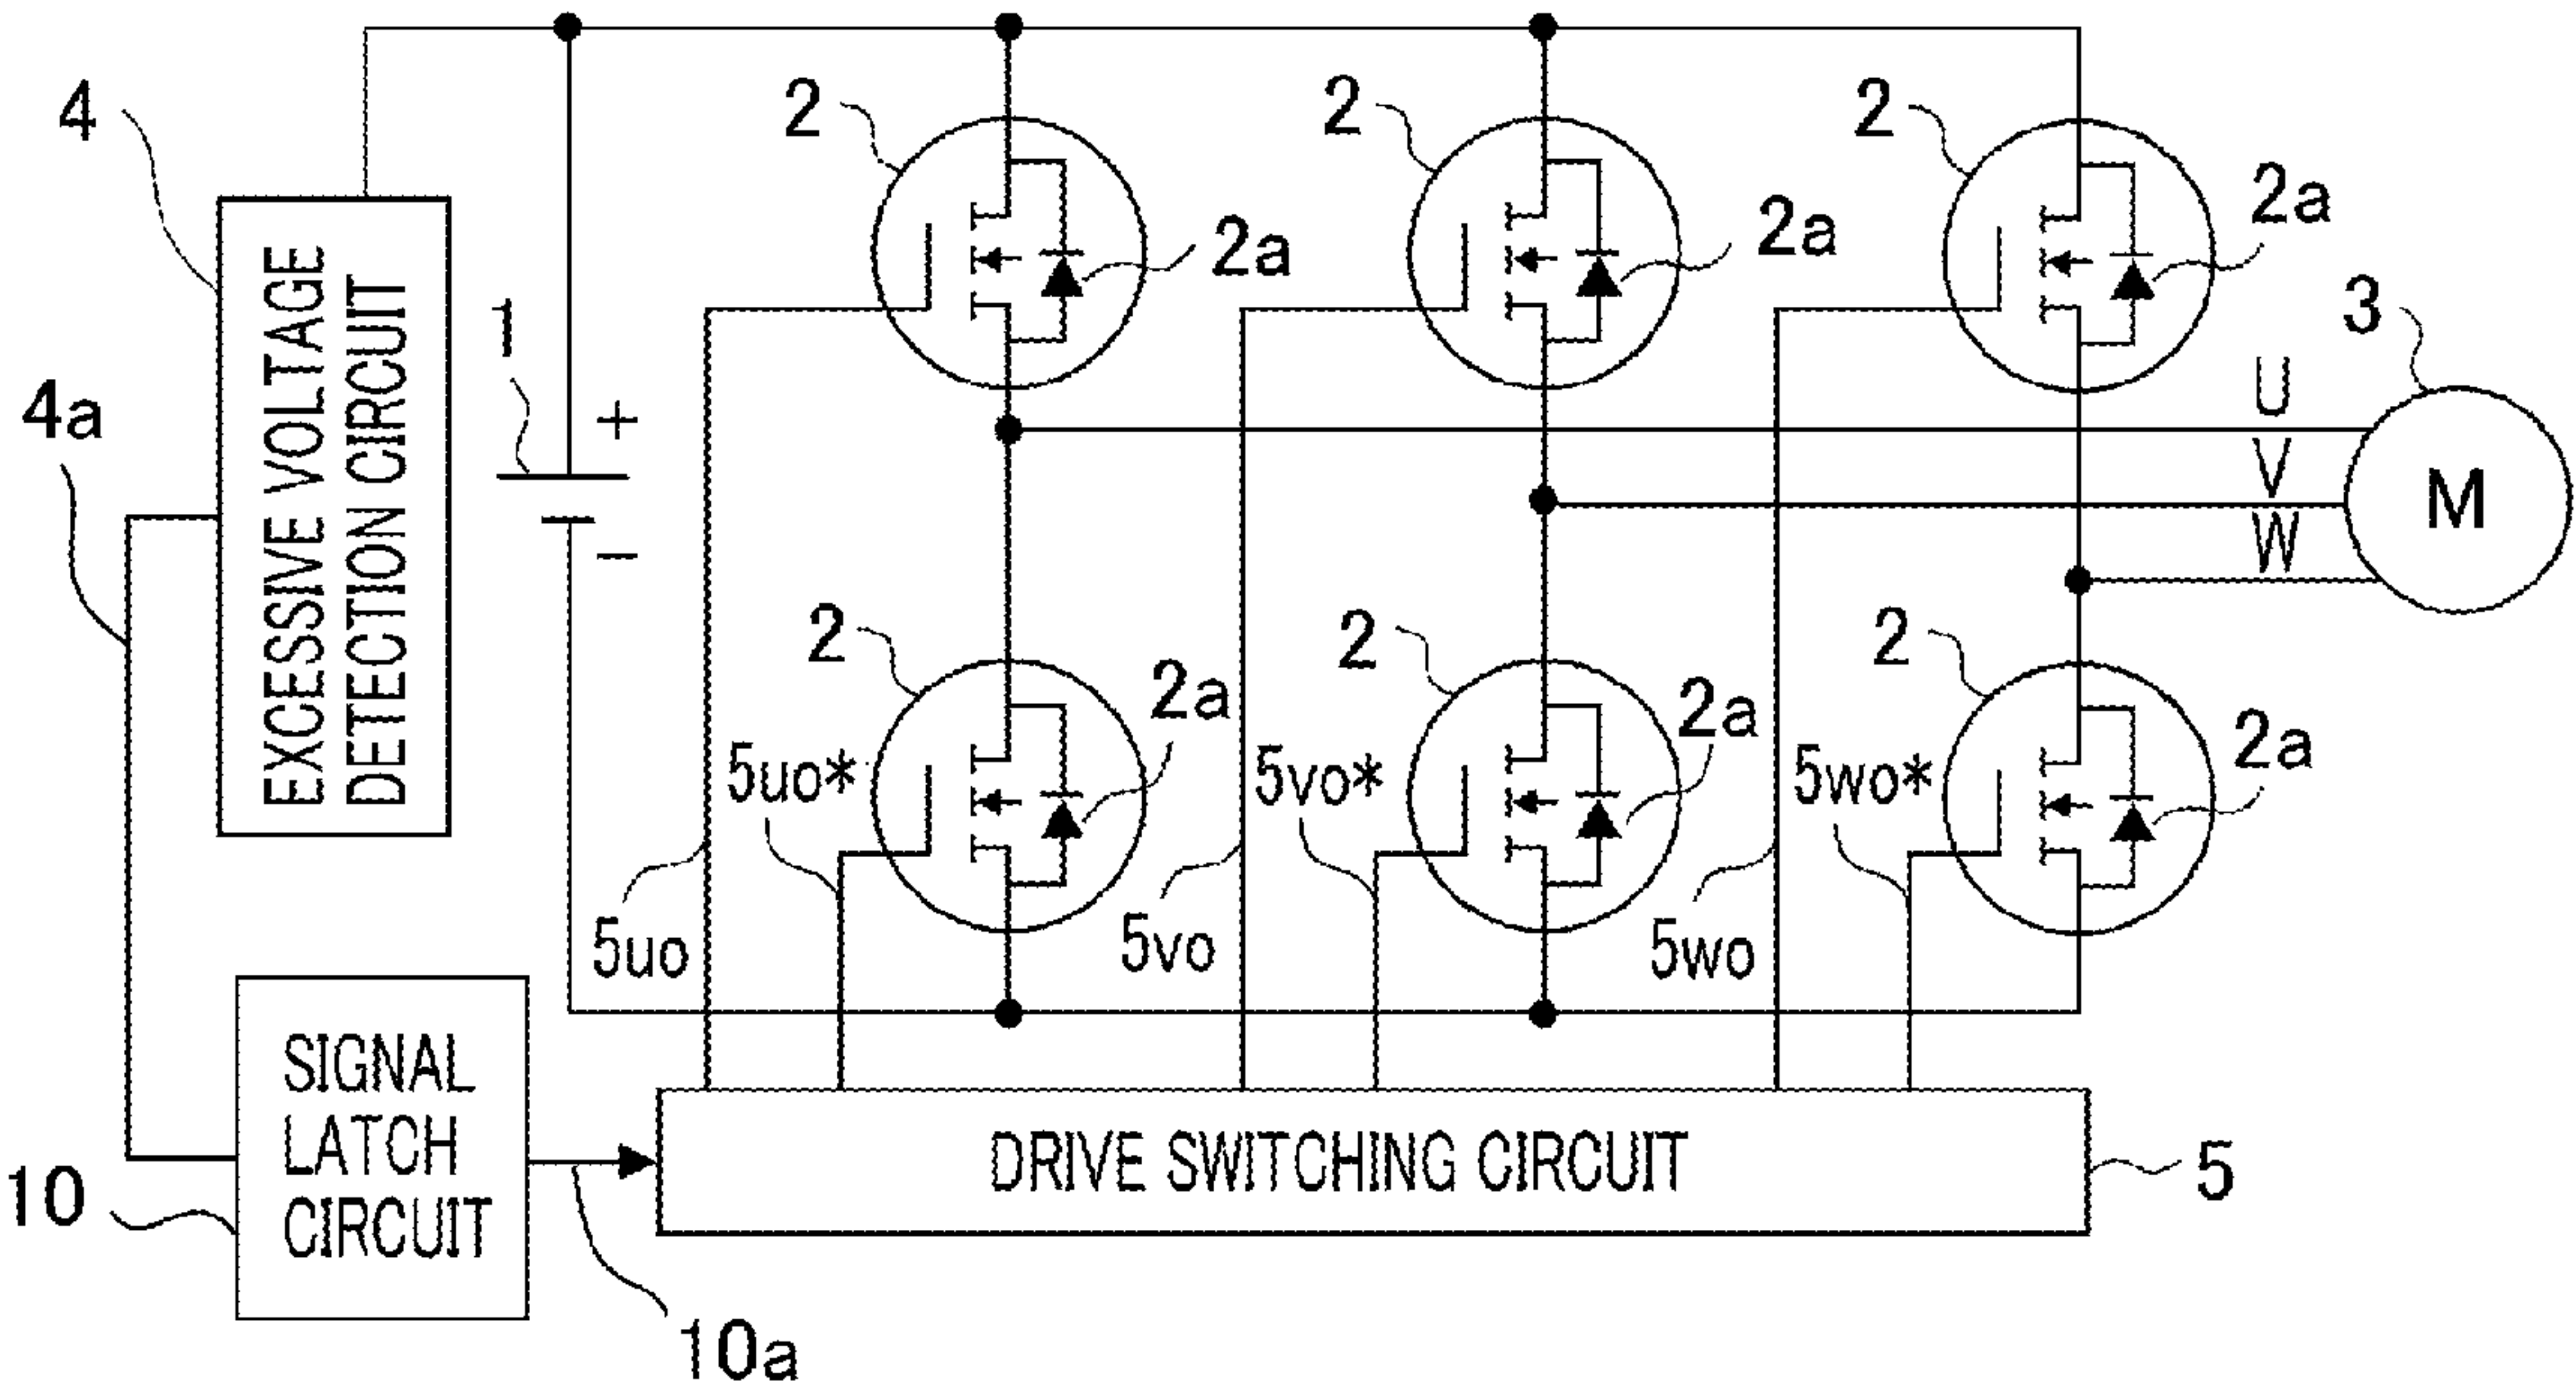 4
EXCESSIVE VOLTAGE
DETECTION CIRCUIT
4a
1
+
−
2
2
2
2a
2a
2a
3
U
V
W
M
2
2
2
2a
2a
2a
5uo*
5vo*
5wo*
5uo
5vo
5wo
SIGNAL
LATCH
CIRCUIT
10
10a
DRIVE SWITCHING CIRCUIT
5